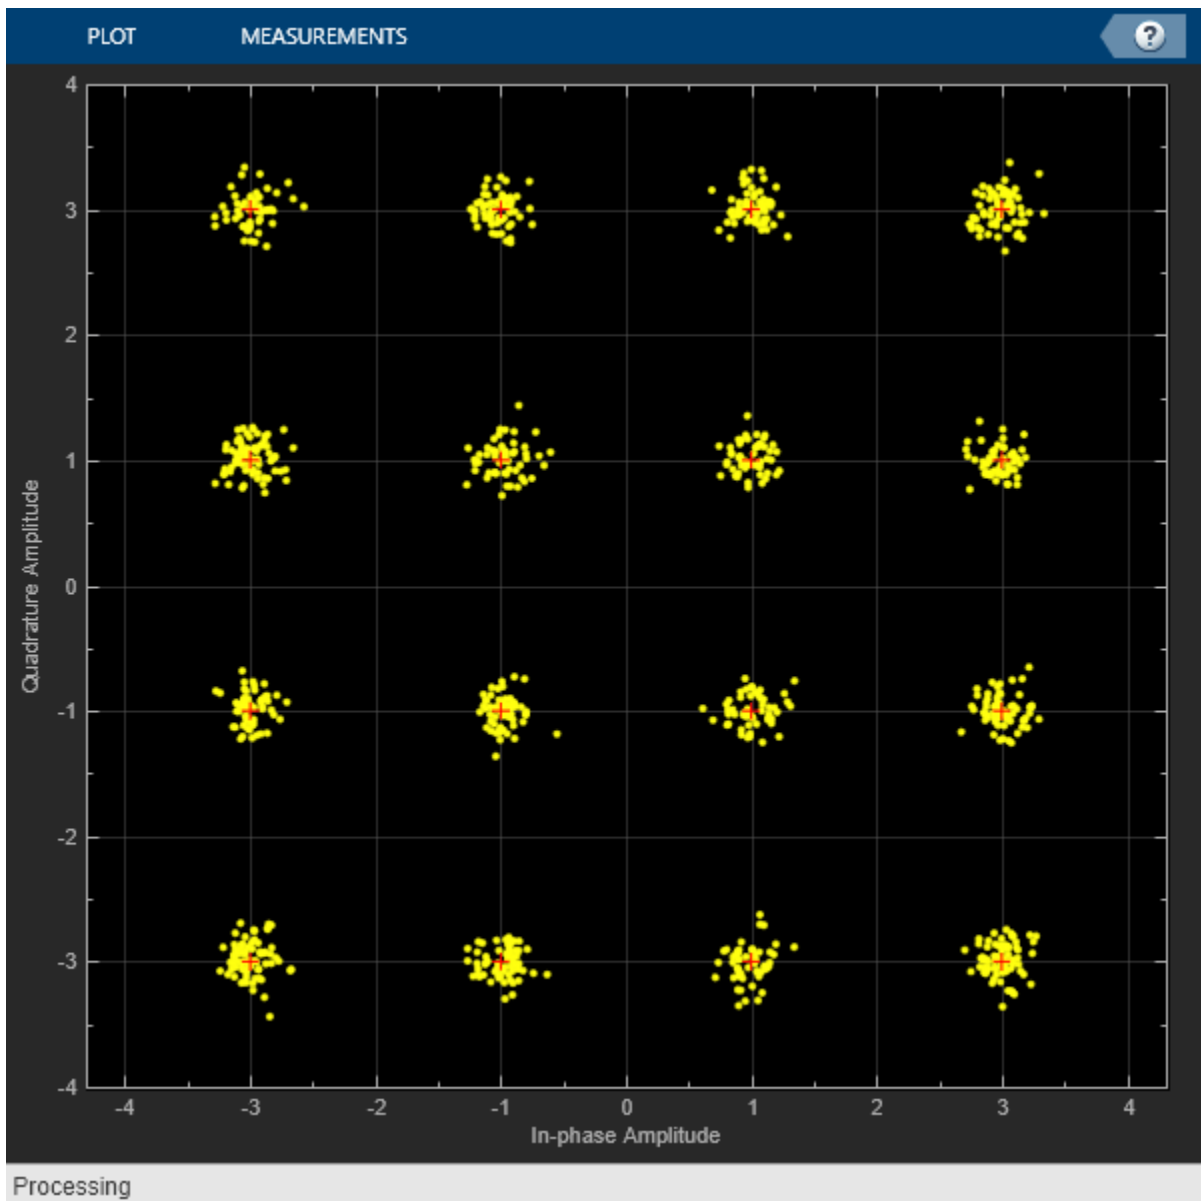 PLOT MEASUREMENTS ?
4
3
2
1
0
-1
-2
-3
-4
Quadrature Amplitude
-4 -3 -2 -1 0 1 2 3 4
In-phase Amplitude
Processing